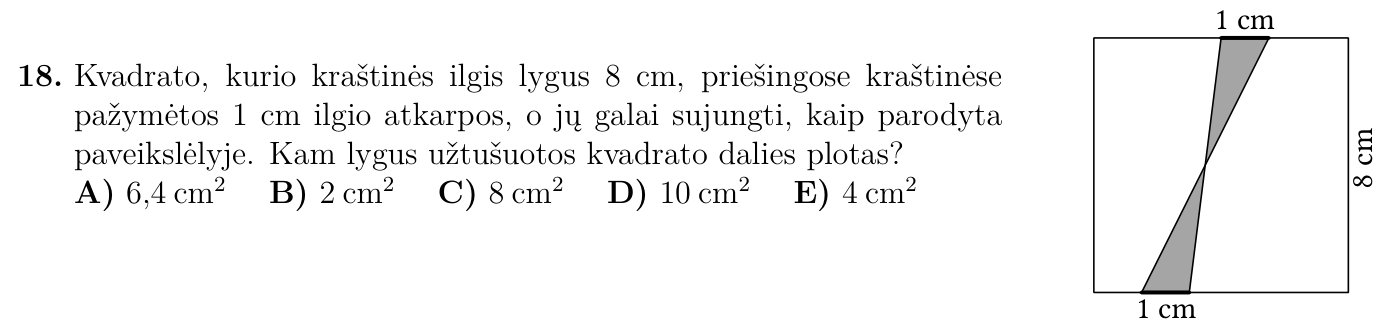 1 cm
18. Kvadrato, kurio kraštinės ilgis lygus 8 cm, priešingose kraštinėse
pažymėtos 1 cm ilgio atkarpos, o jų galai sujungti, kaip parodyta
paveikslėlyje. Kam lygus užtušuotos kvadrato dalies plotas?
A) 6,4 cm² B) 2 cm² C) 8 cm² D) 10 cm² E) 4 cm²
8 cm
1 cm